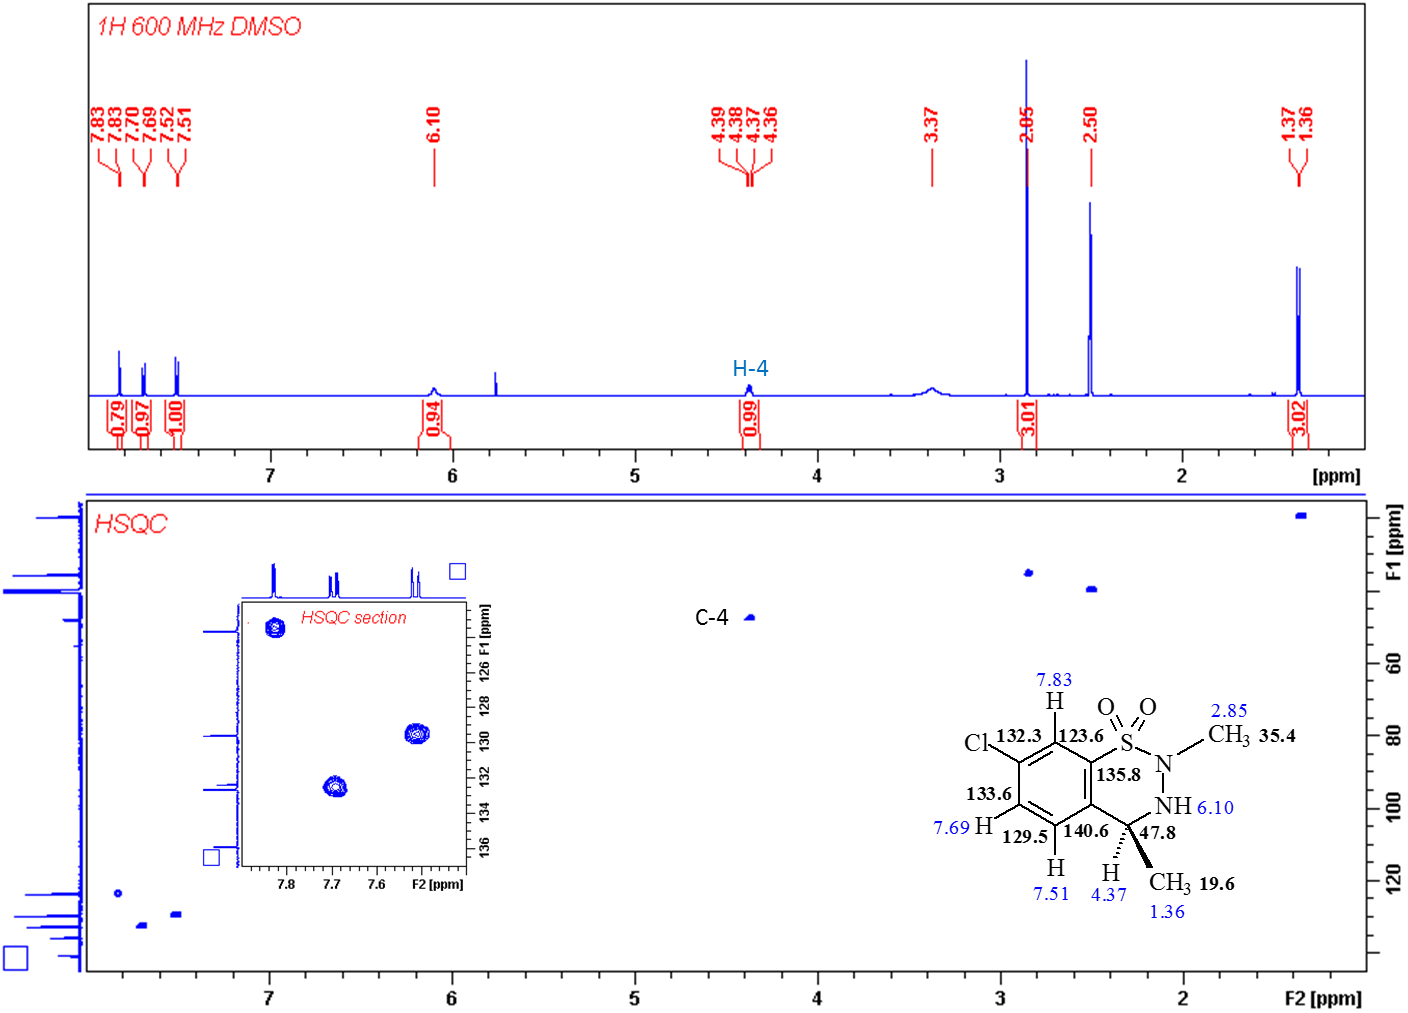 1H 600 MHz DMSO
7.83
7.83
7.70
7.69
7.52
7.51
6.10
4.39
4.38
4.37
4.36
3.37
2.85
2.50
1.37
1.36
H-4
0.79
0.97
1.00
0.94
0.99
3.01
3.02
7 6 5 4 3 2 [ppm]
HSQC
F1 [ppm]
60
80
100
120
HSQC section
F1 [ppm]
126
128
130
132
134
136
7.8 7.7 7.6 F2 [ppm]
C-4
7.83
H
O O
2.85
Cl 132.3 123.6 S CH3 35.4
135.8 N
133.6 NH 6.10
7.69 H 129.5 140.6 47.8
H H CH3 19.6
7.51 4.37 1.36
7 6 5 4 3 2 F2 [ppm]